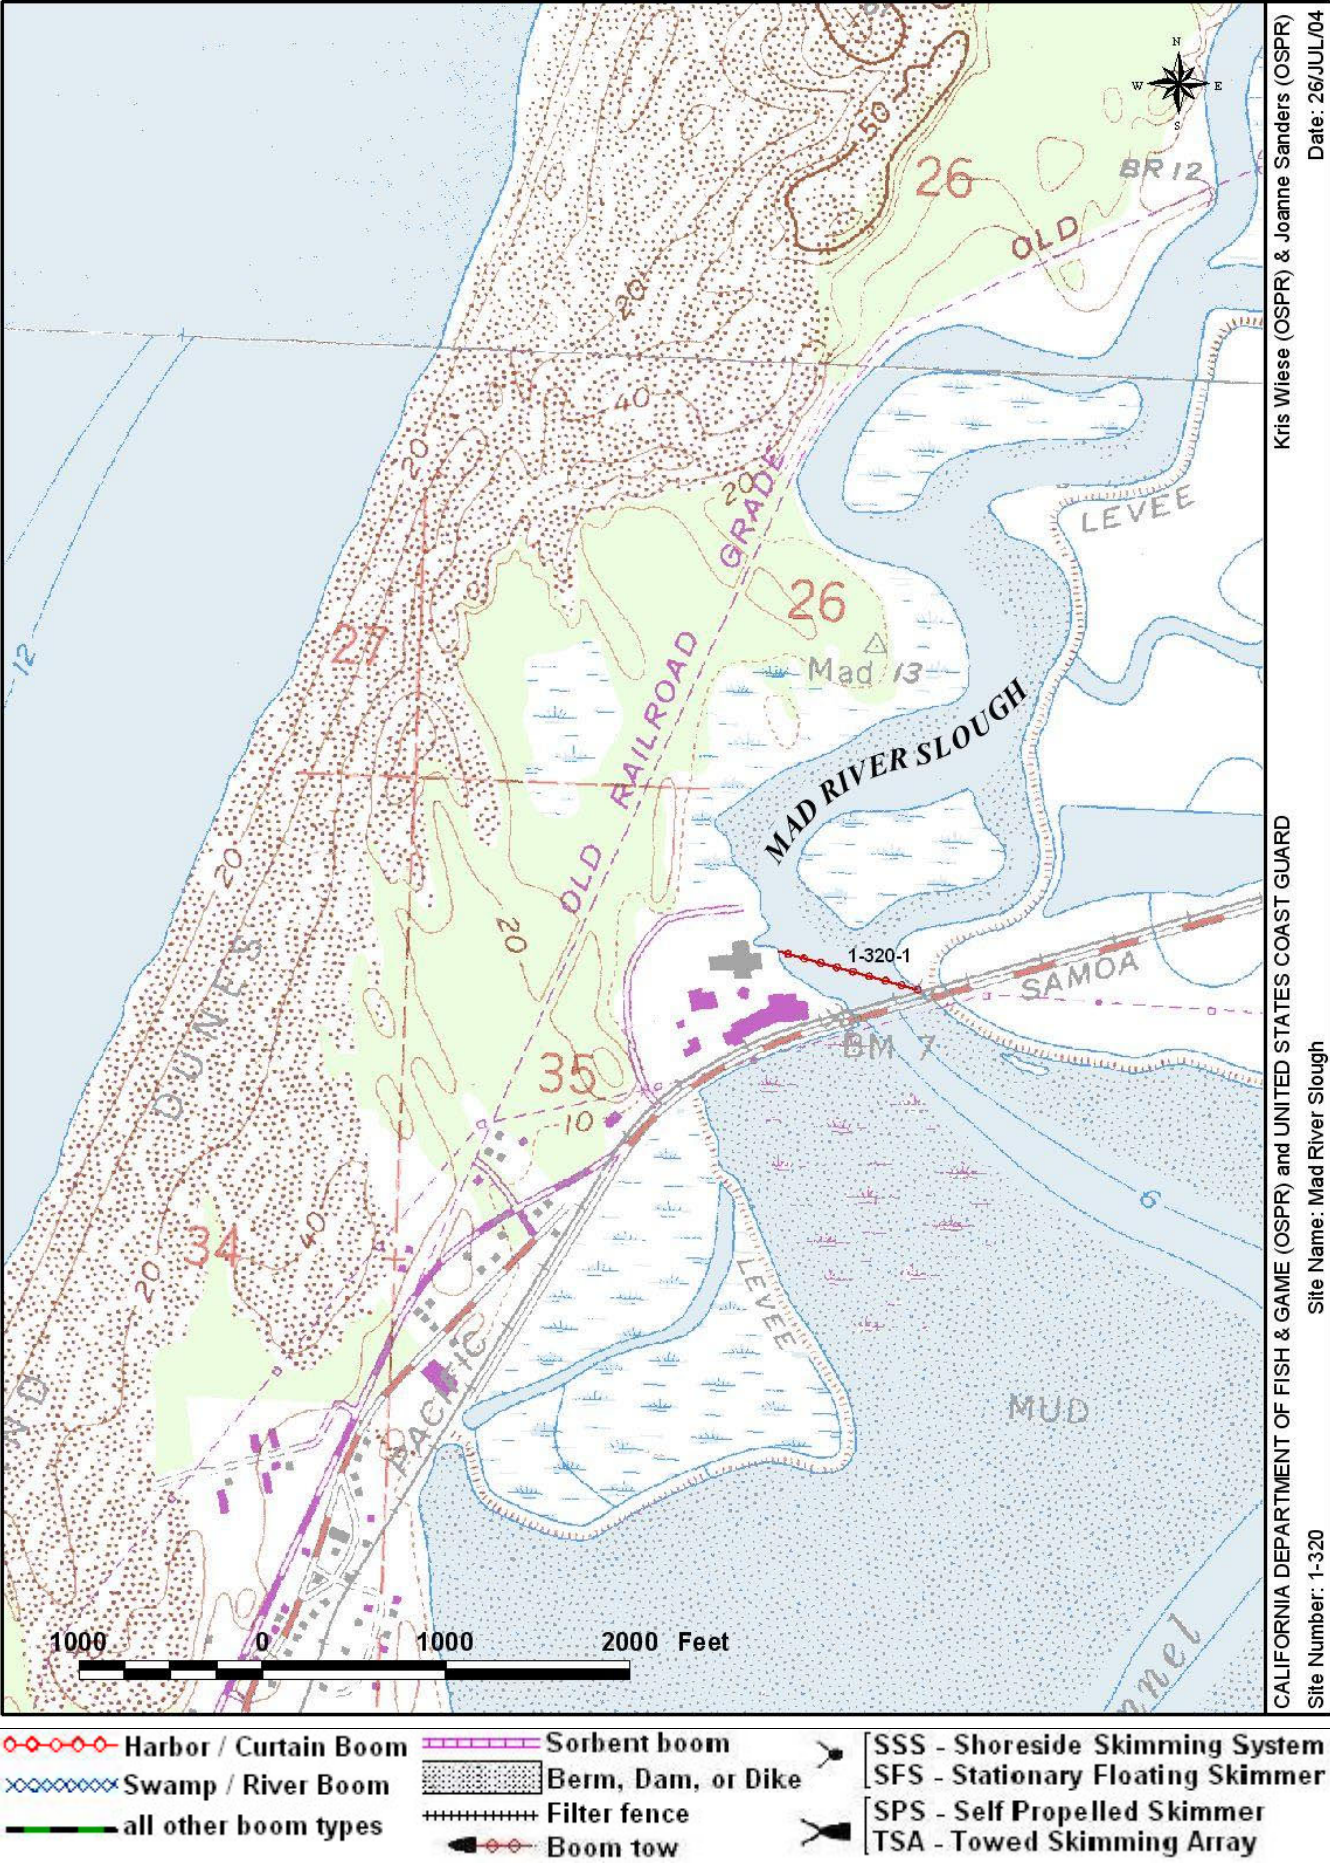 50
26
BR 12
OLD
N
W
E
S
20
40
20
20
GRADE
LEVEE
27
26
12
Mad 13
RAILROAD
MAD RIVER SLOUGH
20
OLD
20
1-320-1
DUNES
SAMOA
BM 7
35
10
6
34
40
20
LEVEE
PACIFIC
MUD
ND
nnel
1000 0 1000 2000 Feet
CALIFORNIA DEPARTMENT OF FISH & GAME (OSPR) and UNITED STATES COAST GUARD
Kris Wiese (OSPR) & Joanne Sanders (OSPR)
Site Number: 1-320
Site Name: Mad River Slough
Date: 26/JUL/04
Harbor / Curtain Boom
Swamp / River Boom
all other boom types
Sorbent boom
Berm, Dam, or Dike
Filter fence
Boom tow
SSS - Shoreside Skimming System
SFS - Stationary Floating Skimmer
SPS - Self Propelled Skimmer
TSA - Towed Skimming Array